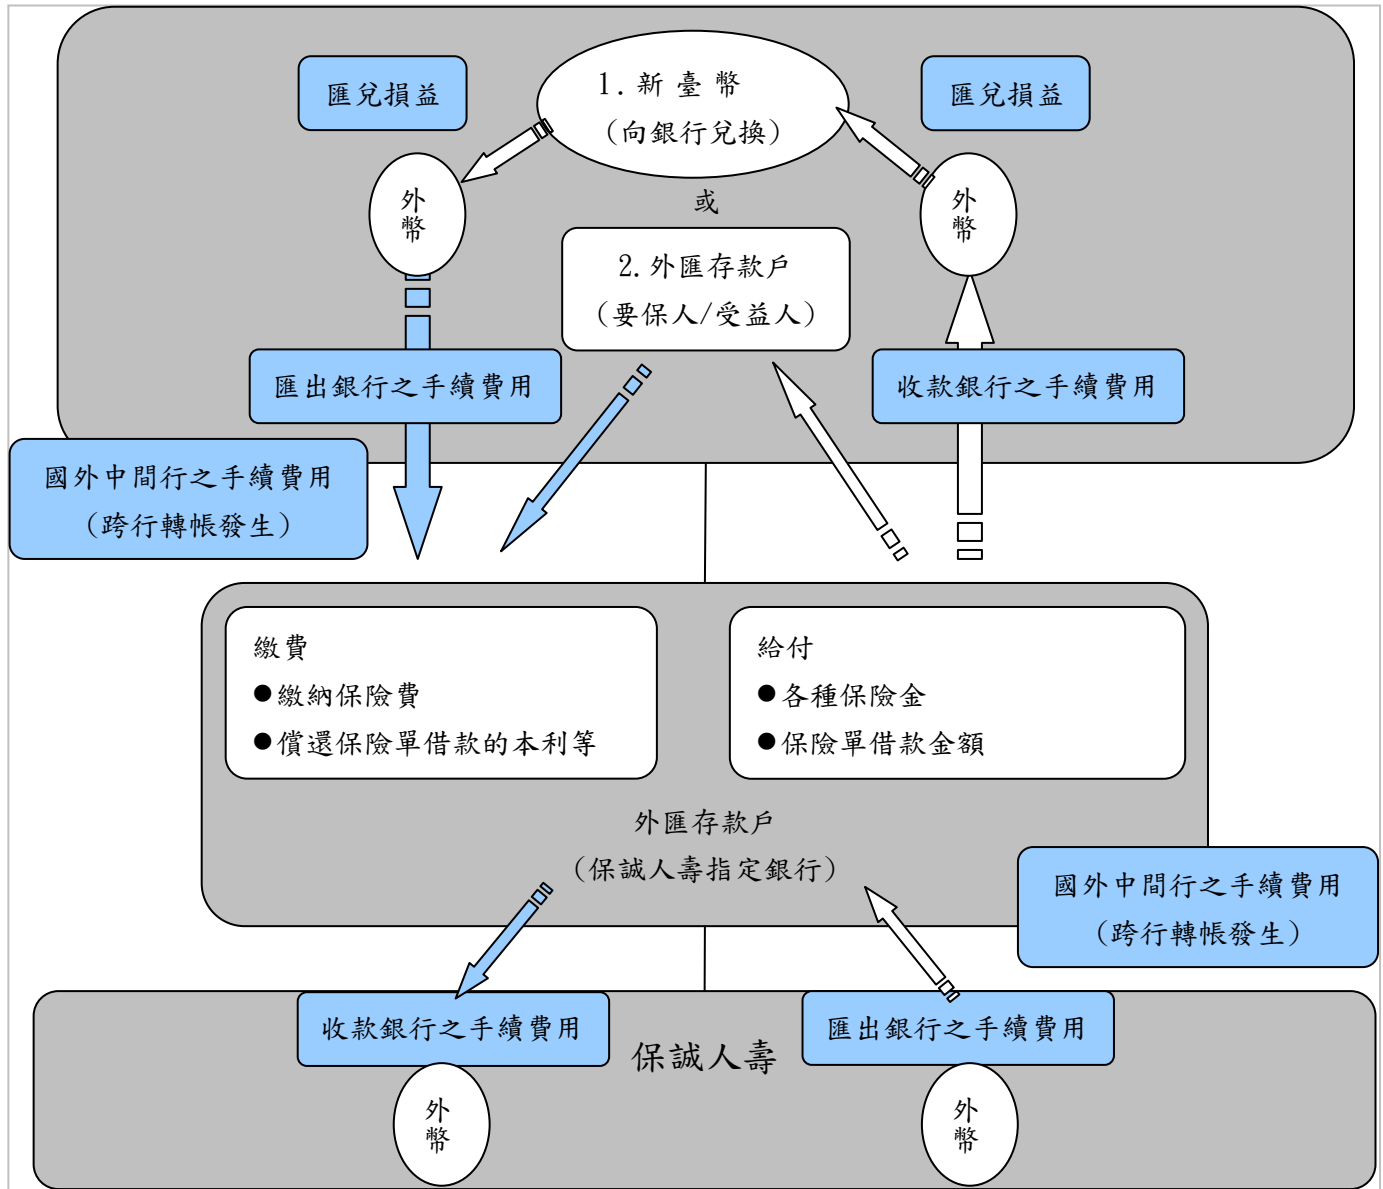 匯兌損益
1. 新臺幣
（向銀行兌換）
匯兌損益
外
幣
或
外
幣
2. 外匯存款戶
（要保人/受益人）
匯出銀行之手續費用
收款銀行之手續費用
國外中間行之手續費用
（跨行轉帳發生）
繳費
●繳納保險費
●償還保險單借款的本利等
給付
●各種保險金
●保險單借款金額
外匯存款戶
（保誠人壽指定銀行）
國外中間行之手續費用
（跨行轉帳發生）
收款銀行之手續費用
保誠人壽
匯出銀行之手續費用
外
幣
外
幣